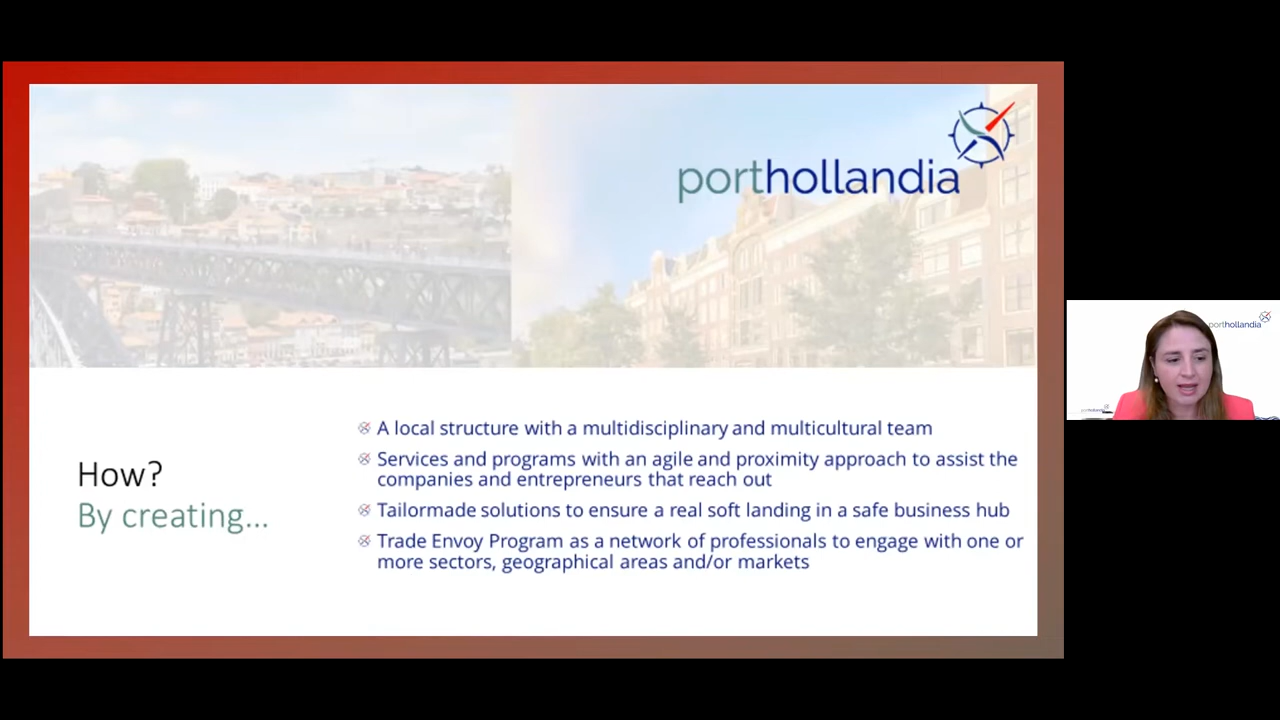 porthollandia
How?
By creating...
A local structure with a multidisciplinary and multicultural team
Services and programs with an agile and proximity approach to assist the
companies and entrepreneurs that reach out
Tailormade solutions to ensure a real soft landing in a safe business hub
Trade Envoy Program as a network of professionals to engage with one or
more sectors, geographical areas and/or markets
porthollandia